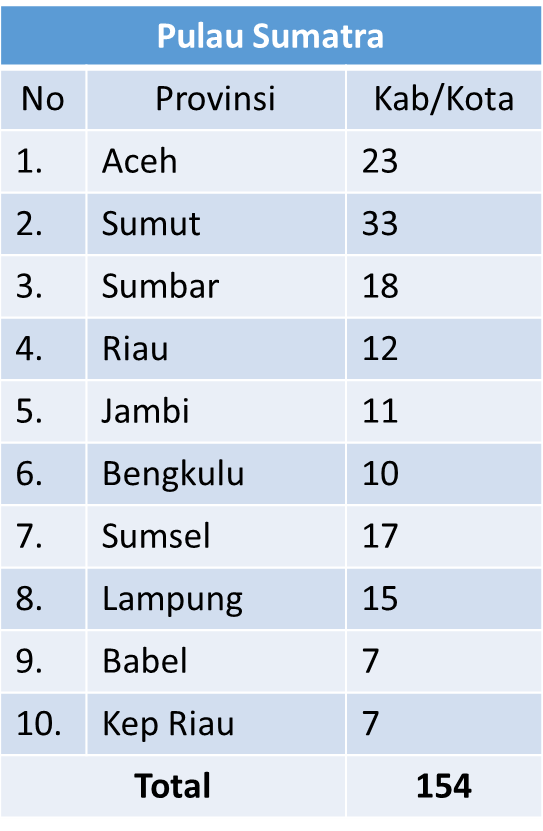 Pulau Sumatra
No Provinsi Kab/Kota
1. Aceh 23
2. Sumut 33
3. Sumbar 18
4. Riau 12
5. Jambi 11
6. Bengkulu 10
7. Sumsel 17
8. Lampung 15
9. Babel 7
10. Kep Riau 7
Total 154